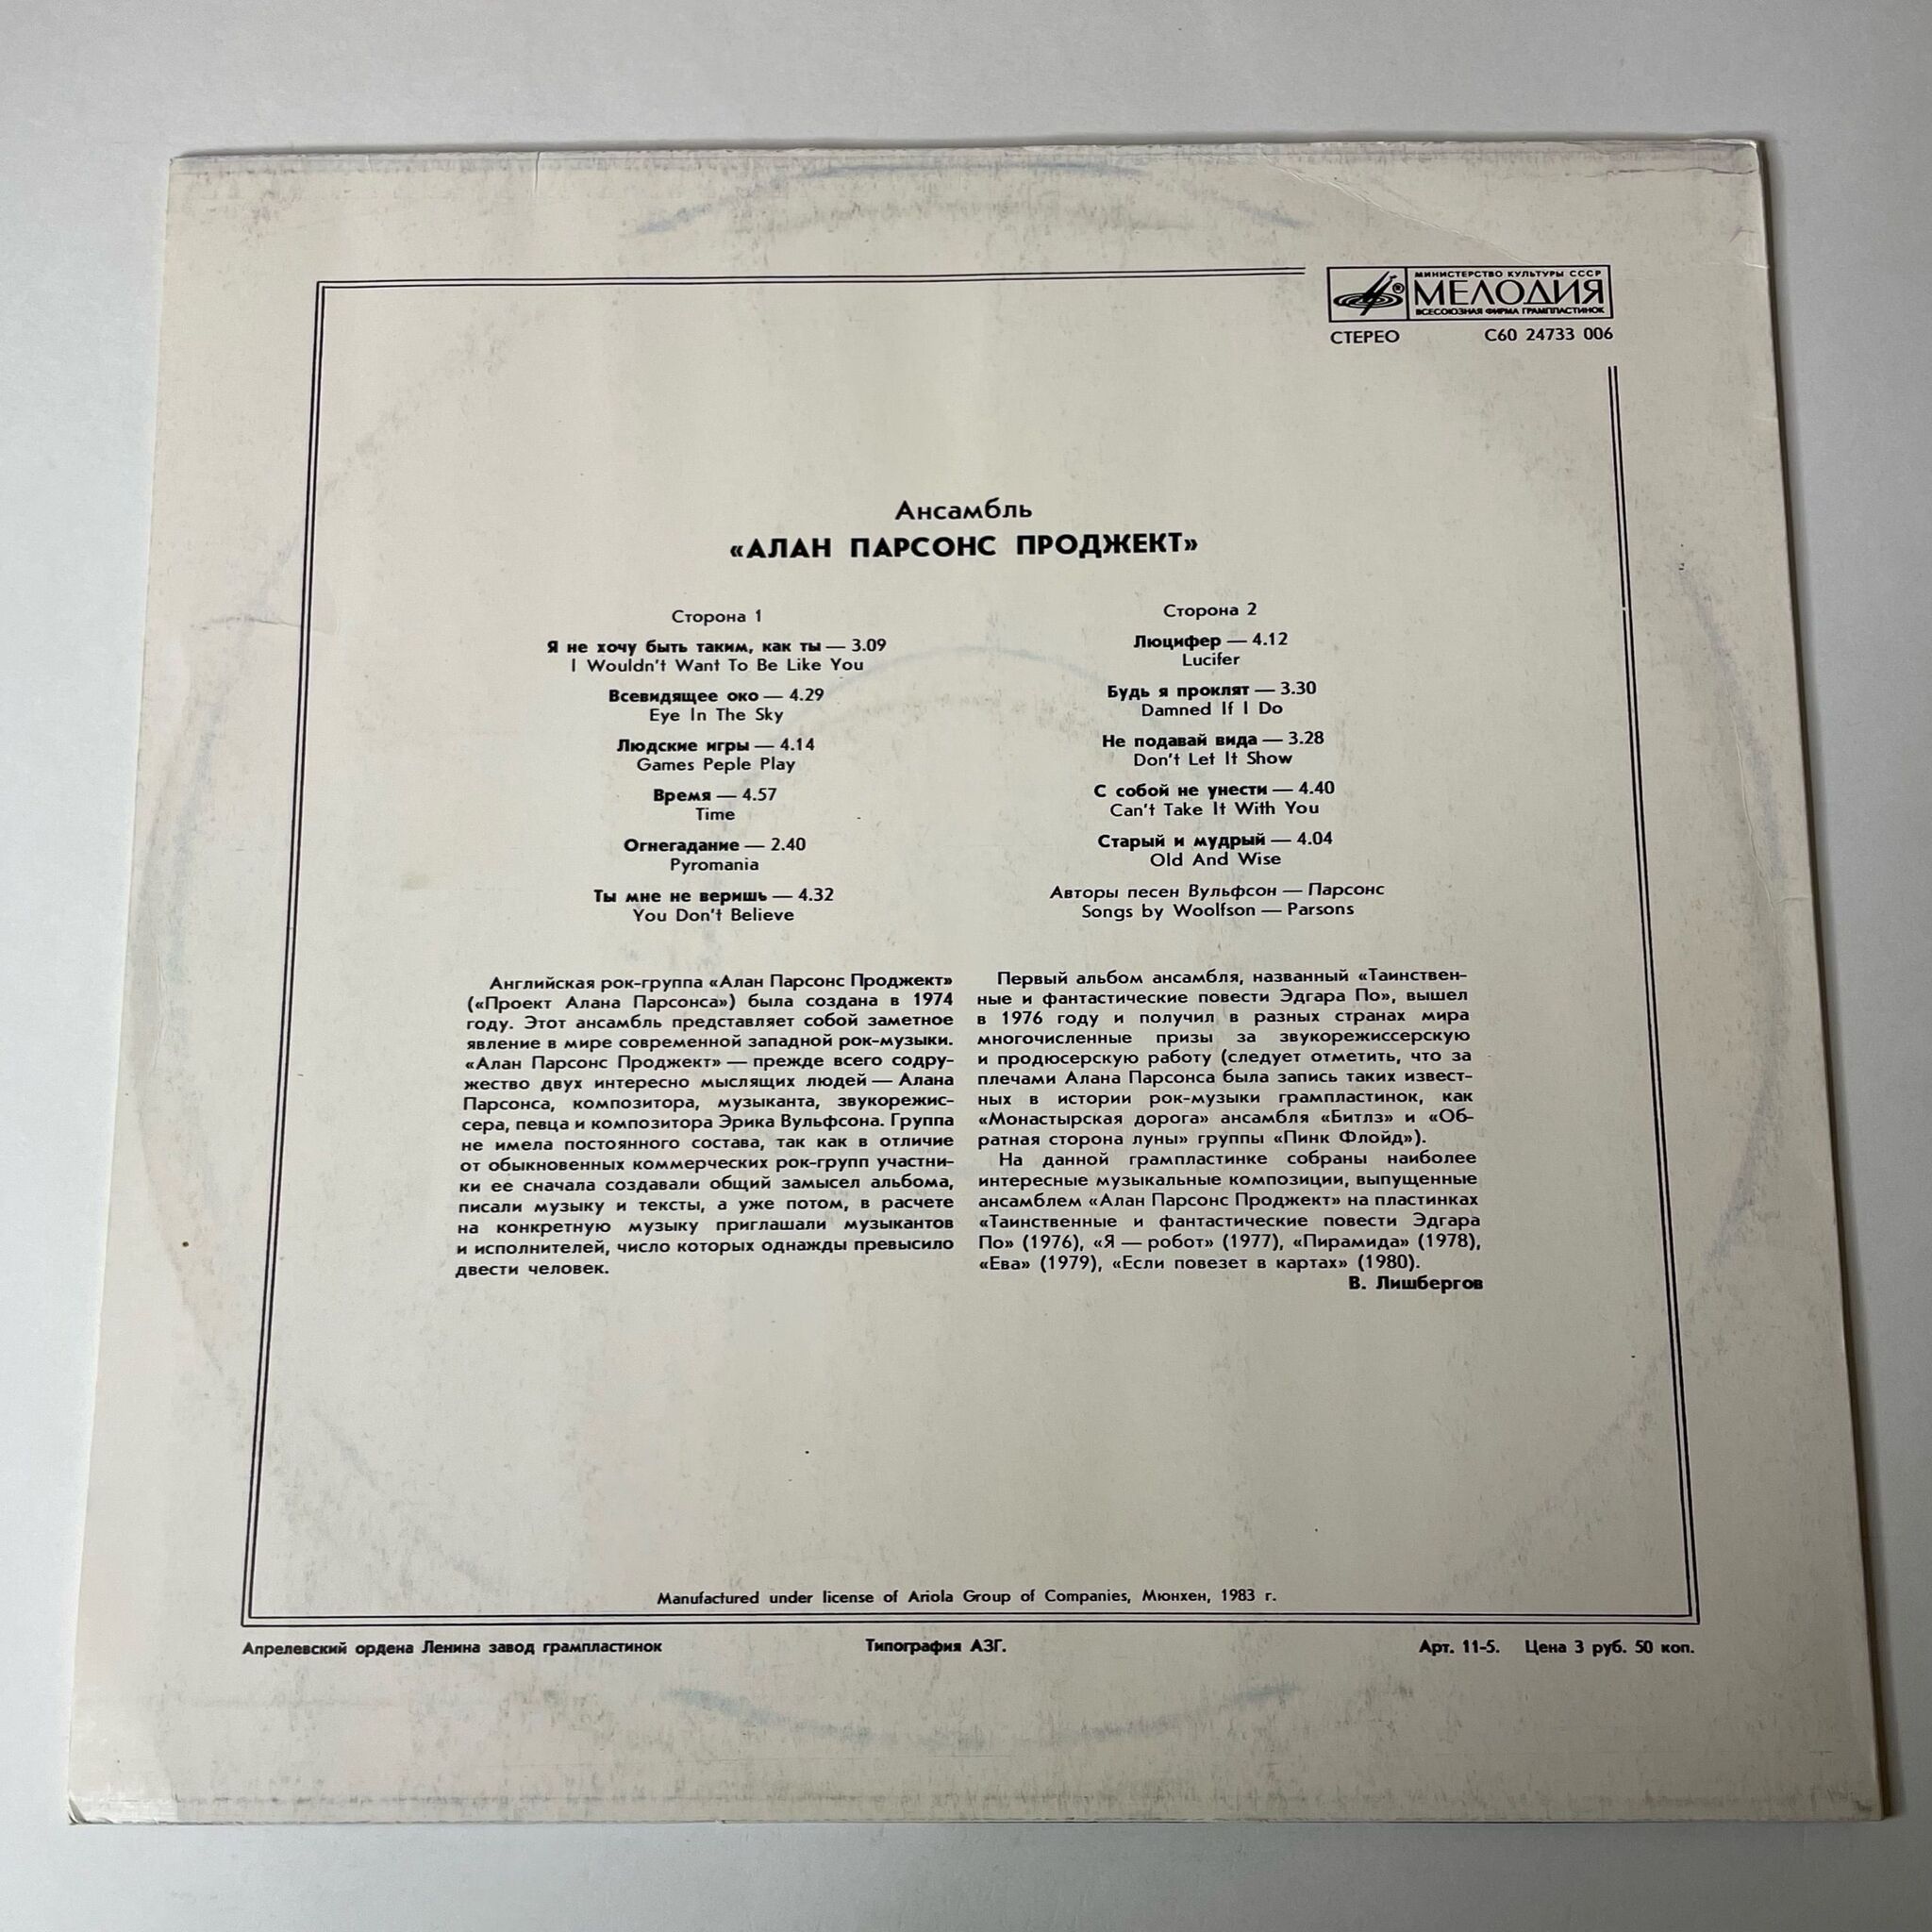 МИНИСТЕРСТВО КУЛЬТУРЫ СССР
®
МЕЛОДИЯ
ВСЕСОЮЗНАЯ ФИРМА ГРАМПЛАСТИНОК
СТЕРЕО С60 24733 006
Ансамбль
«АЛАН ПАРСОНС ПРОДЖЕКТ»
Сторона 1
Я не хочу быть таким, как ты — 3.09
I Wouldn't Want To Be Like You
Всевидящее око — 4.29
Eye In The Sky
Людские игры — 4.14
Games Peple Play
Время — 4.57
Time
Огнегадание — 2.40
Pyromania
Ты мне не веришь — 4.32
You Don't Believe
Сторона 2
Люцифер — 4.12
Lucifer
Будь я проклят — 3.30
Damned If I Do
Не подавай вида — 3.28
Don't Let It Show
С собой не унести — 4.40
Can't Take It With You
Старый и мудрый — 4.04
Old And Wise
Авторы песен Вульфсон — Парсонс
Songs by Woolfson — Parsons
Английская рок-группа «Алан Парсонс Проджект»
(«Проект Алана Парсонса») была создана в 1974
году. Этот ансамбль представляет собой заметное
явление в мире современной западной рок-музыки.
«Алан Парсонс Проджект» — прежде всего содру-
жество двух интересно мыслящих людей — Алана
Парсонса, композитора, музыканта, звукорежис-
сера, певца и композитора Эрика Вульфсона. Группа
не имела постоянного состава, так как в отличие
от обыкновенных коммерческих рок-групп участни-
ки ее сначала создавали общий замысел альбома,
писали музыку и тексты, а уже потом, в расчете
на конкретную музыку приглашали музыкантов
и исполнителей, число которых однажды превысило
двести человек.
Первый альбом ансамбля, названный «Таинствен-
ные и фантастические повести Эдгара По», вышел
в 1976 году и получил в разных странах мира
многочисленные призы за звукорежиссерскую
и продюсерскую работу (следует отметить, что за
плечами Алана Парсонса была запись таких извест-
ных в истории рок-музыки грампластинок, как
«Монастырская дорога» ансамбля «Битлз» и «Об-
ратная сторона луны» группы «Пинк Флойд»).
На данной грампластинке собраны наиболее
интересные музыкальные композиции, выпущенные
ансамблем «Алан Парсонс Проджект» на пластинках
«Таинственные и фантастические повести Эдгара
По» (1976), «Я — робот» (1977), «Пирамида» (1978),
«Ева» (1979), «Если повезет в картах» (1980).
В. Лишбергов
Manufactured under license of Ariola Group of Companies, Мюнхен, 1983 г.
Апрелевский ордена Ленина завод грампластинок Типография АЗГ. Арт. 11-5. Цена 3 руб. 50 коп.